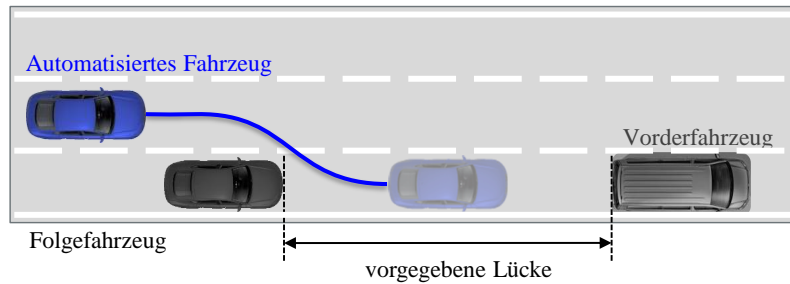 Automatisiertes Fahrzeug
Vorderfahrzeug
Folgefahrzeug
vorgegebene Lücke